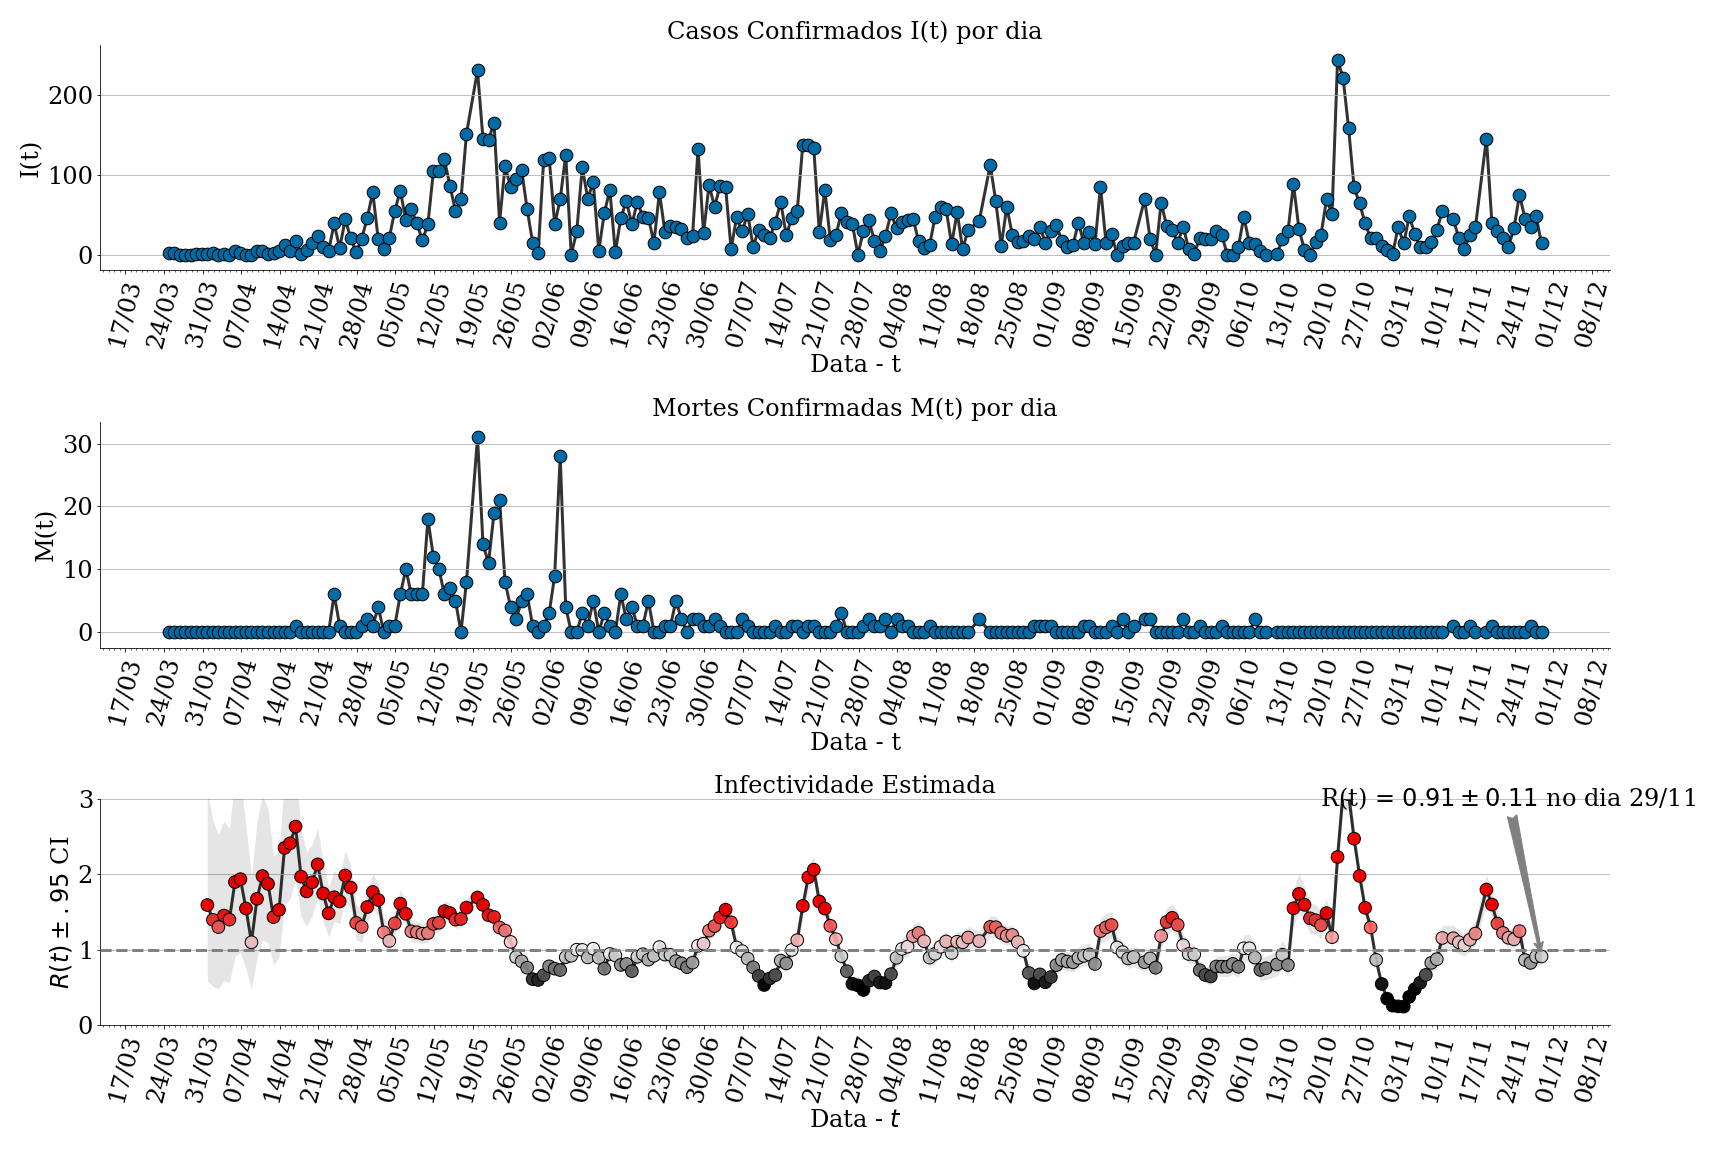 Casos Confirmados I(t) por dia
I(t)
200
100
0
17/03 24/03 31/03 07/04 14/04 21/04 28/04 05/05 12/05 19/05 26/05 02/06 09/06 16/06 23/06 30/06 07/07 14/07 21/07 28/07 04/08 11/08 18/08 25/08 01/09 08/09 15/09 22/09 29/09 06/10 13/10 20/10 27/10 03/11 10/11 17/11 24/11 01/12 08/12
Data - t
Mortes Confirmadas M(t) por dia
M(t)
30
20
10
0
17/03 24/03 31/03 07/04 14/04 21/04 28/04 05/05 12/05 19/05 26/05 02/06 09/06 16/06 23/06 30/06 07/07 14/07 21/07 28/07 04/08 11/08 18/08 25/08 01/09 08/09 15/09 22/09 29/09 06/10 13/10 20/10 27/10 03/11 10/11 17/11 24/11 01/12 08/12
Data - t
Infectividade Estimada
R(t) = 0.91 ± 0.11 no dia 29/11
R(t) ± .95 CI
3
2
1
0
17/03 24/03 31/03 07/04 14/04 21/04 28/04 05/05 12/05 19/05 26/05 02/06 09/06 16/06 23/06 30/06 07/07 14/07 21/07 28/07 04/08 11/08 18/08 25/08 01/09 08/09 15/09 22/09 29/09 06/10 13/10 20/10 27/10 03/11 10/11 17/11 24/11 01/12 08/12
Data - t